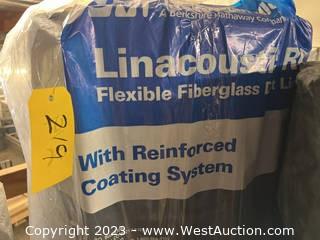 A Berkshire Hathaway Company
Linacoustic R
Flexible Fiberglass
With Reinforced
Coating System
219
Copyright 2023 - www.WestAuction.com